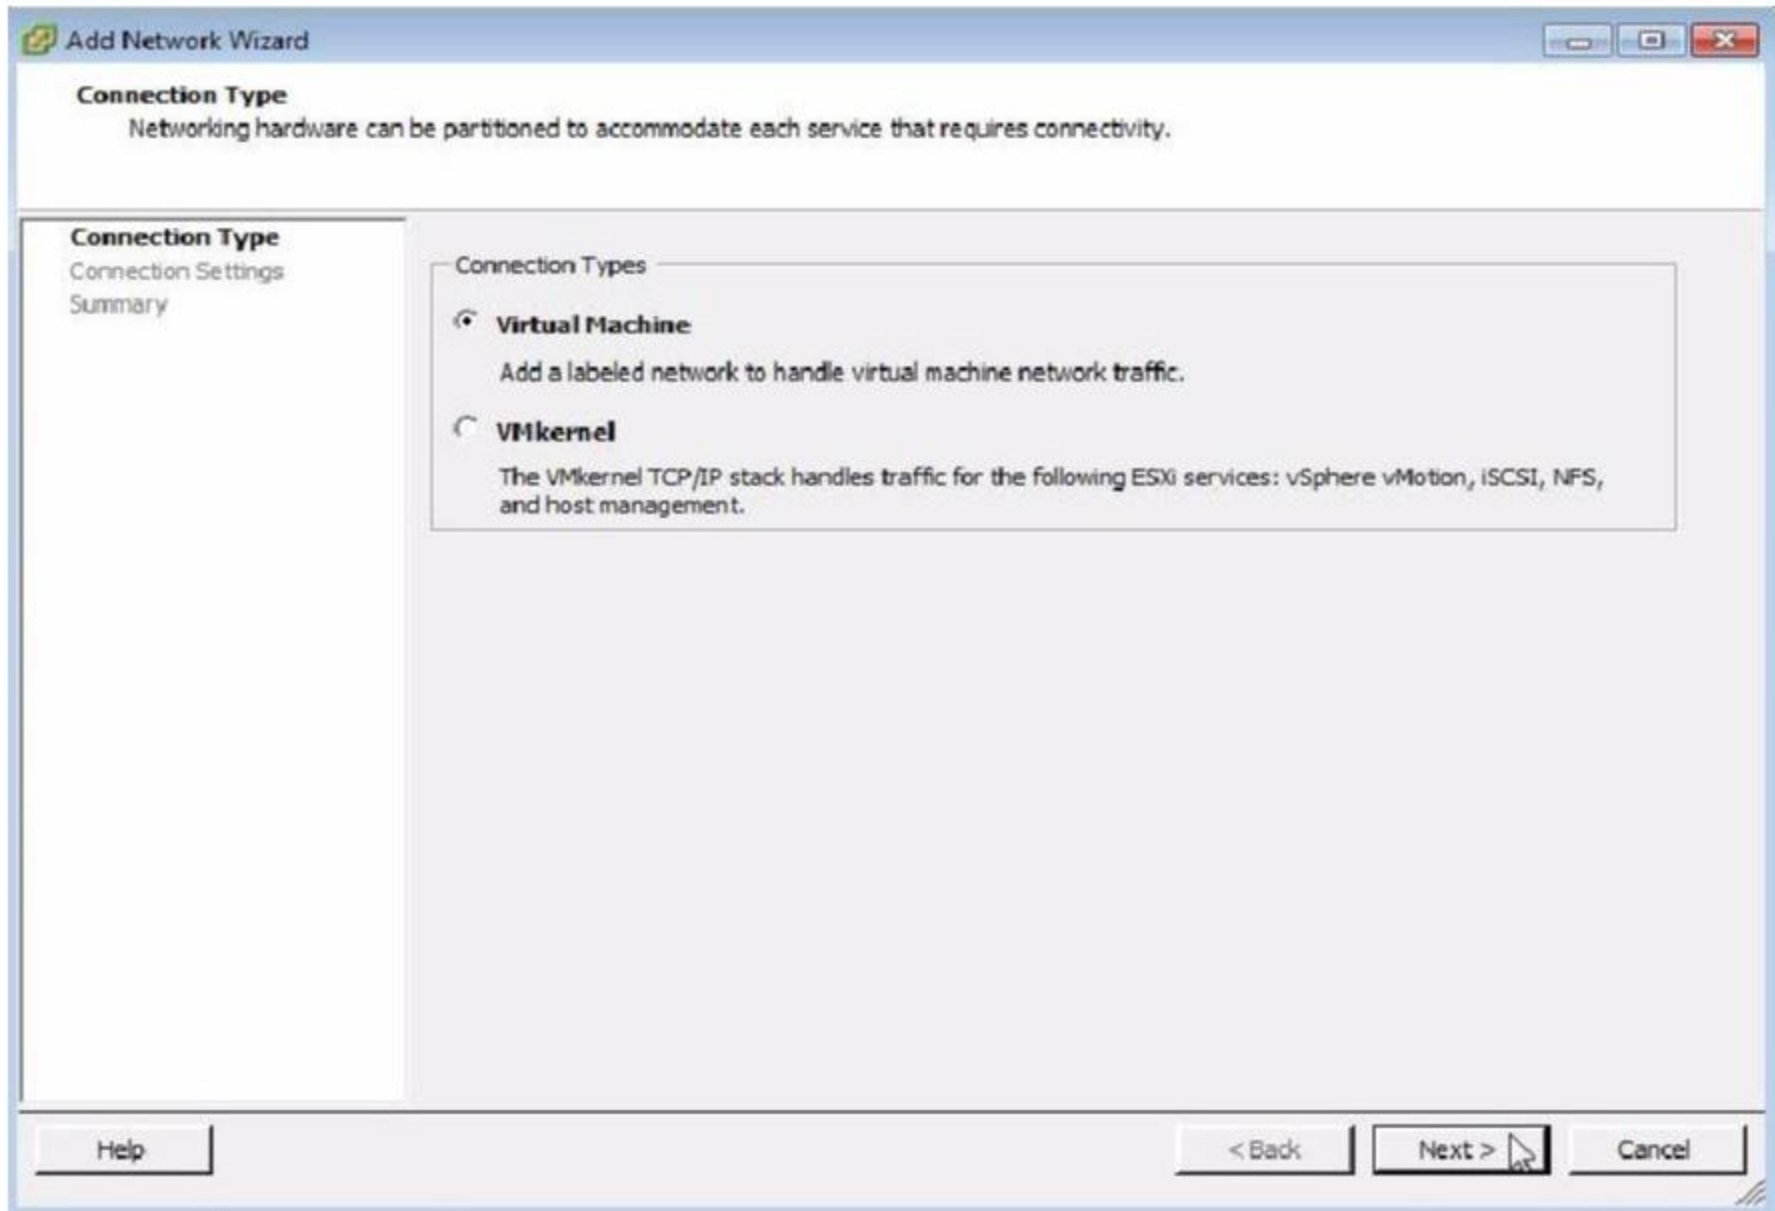 Add Network Wizard
Connection Type
Networking hardware can be partitioned to accommodate each service that requires connectivity.
Connection Type
Connection Settings
Summary
Connection Types
Virtual Machine
Add a labeled network to handle virtual machine network traffic.
VMkernel
The VMkernel TCP/IP stack handles traffic for the following ESXi services: vSphere vMotion, iSCSI, NFS,
and host management.
Help
< Back
Next >
Cancel